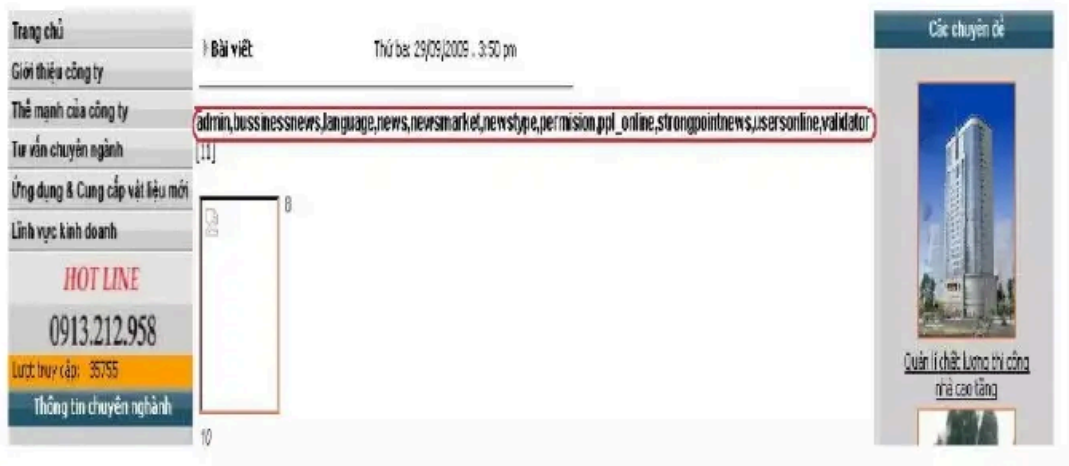 Trang chủ
Giới thiệu công ty
Thế mạnh của công ty
Tư vấn chuyên ngành
Ứng dụng & Cung cấp vật liệu mới
Lĩnh vực kinh doanh
HOT LINE
0913.212.958
Lượt truy cập: 35755
Thông tin chuyên nghành
Bài viết
Thứ ba: 29/09/2009 . 3:50 pm
admin,bussinessnews,language,news,newsmarket,newstype,permision,ppl_online,strongpointnews,usersonline,validator
[11]
8
10
Các chuyên đề
Quản lí chất lượng thi công
nhà cao tầng